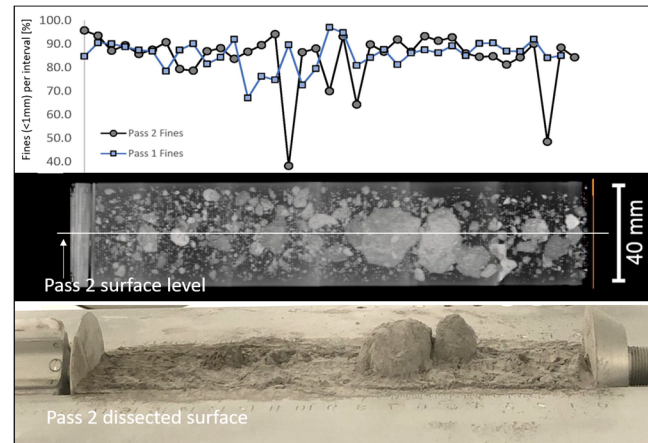 Fines (<1mm) per interval [%]
100.0
90.0
80.0
70.0
60.0
50.0
40.0
Pass 2 Fines
Pass 1 Fines
40 mm
Pass 2 surface level
Pass 2 dissected surface